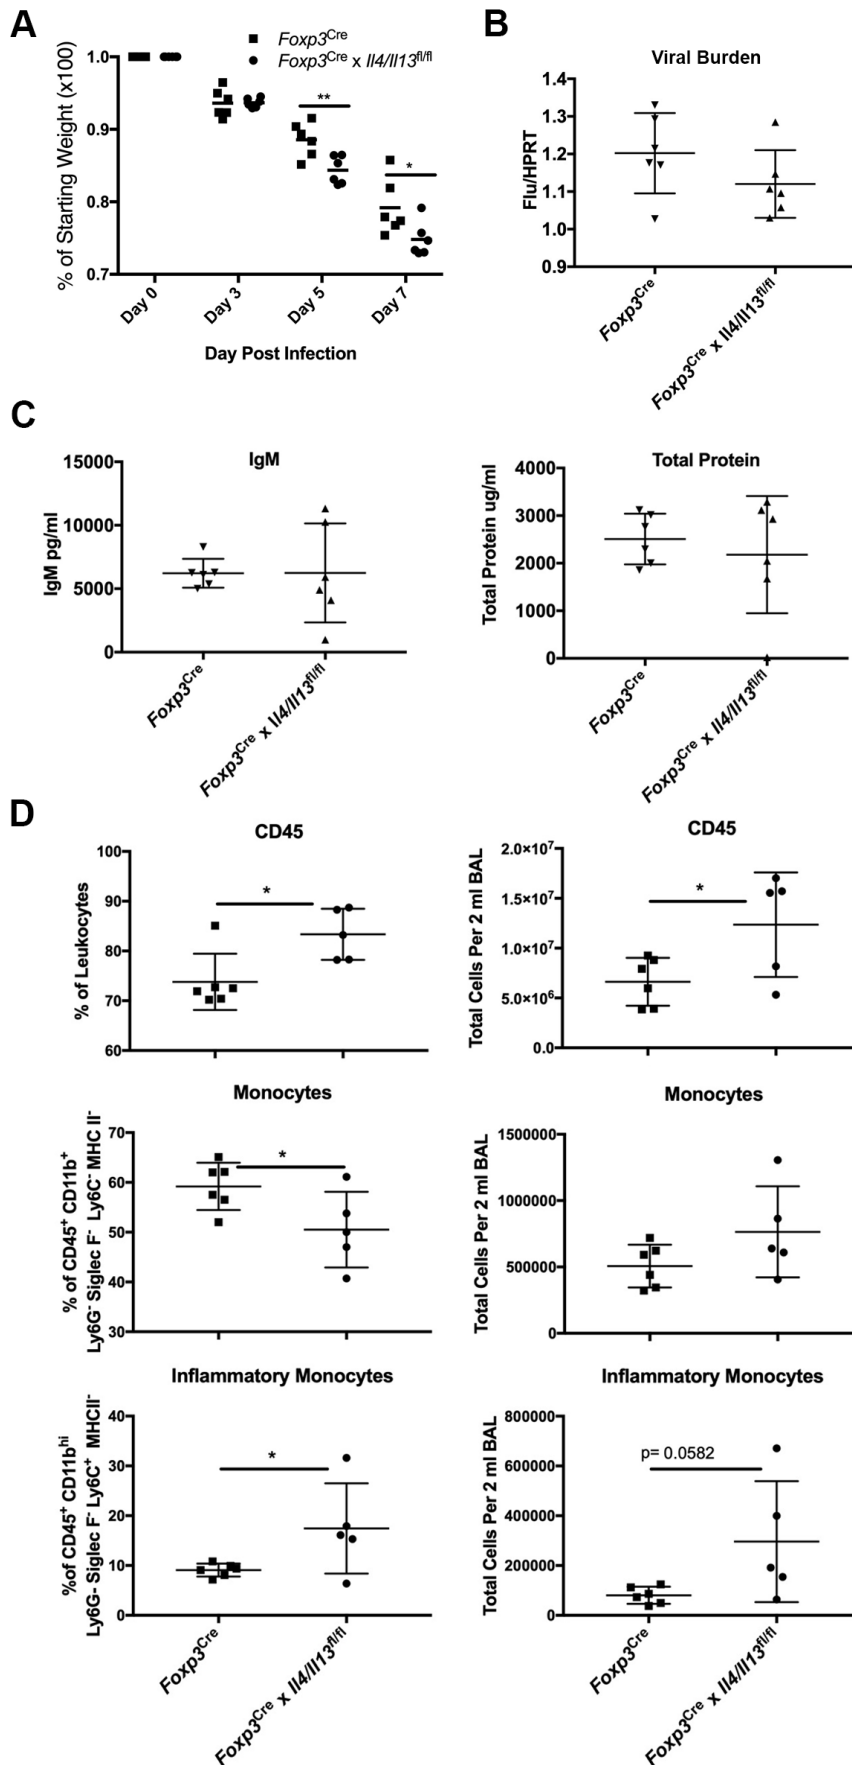 A
■ Foxp3Cre
● Foxp3Cre x Il4/Il13fl/fl
% of Starting Weight (x100)
1.0
0.9
0.8
0.7
**
*
Day 0
Day 3
Day 5
Day 7
Day Post Infection
B
Viral Burden
Flu/HPRT
1.4
1.3
1.2
1.1
1.0
0.9
Foxp3Cre
Foxp3Cre x Il4/Il13fl/fl
C
IgM
IgM pg/ml
15000
10000
5000
0
Foxp3Cre
Foxp3Cre x Il4/Il13fl/fl
Total Protein
Total Protein ug/ml
4000
3000
2000
1000
0
Foxp3Cre
Foxp3Cre x Il4/Il13fl/fl
D
CD45
% of Leukocytes
100
90
80
70
60
*
CD45
Total Cells Per 2 ml BAL
2.0×10⁷
1.5×10⁷
1.0×10⁷
5.0×10⁶
0.0
*
Monocytes
% of CD45⁺ CD11b⁺
Ly6G⁻ Siglec F⁻ Ly6C⁻ MHC II⁻
70
60
50
40
30
*
Monocytes
Total Cells Per 2 ml BAL
1500000
1000000
500000
0
Inflammatory Monocytes
%of CD45⁺ CD11bhi
Ly6G- Siglec F⁻ Ly6C⁺ MHCII⁻
40
30
20
10
0
*
Foxp3Cre
Foxp3Cre x Il4/Il13fl/fl
Inflammatory Monocytes
Total Cells Per 2 ml BAL
800000
600000
400000
200000
0
p= 0.0582
Foxp3Cre
Foxp3Cre x Il4/Il13fl/fl